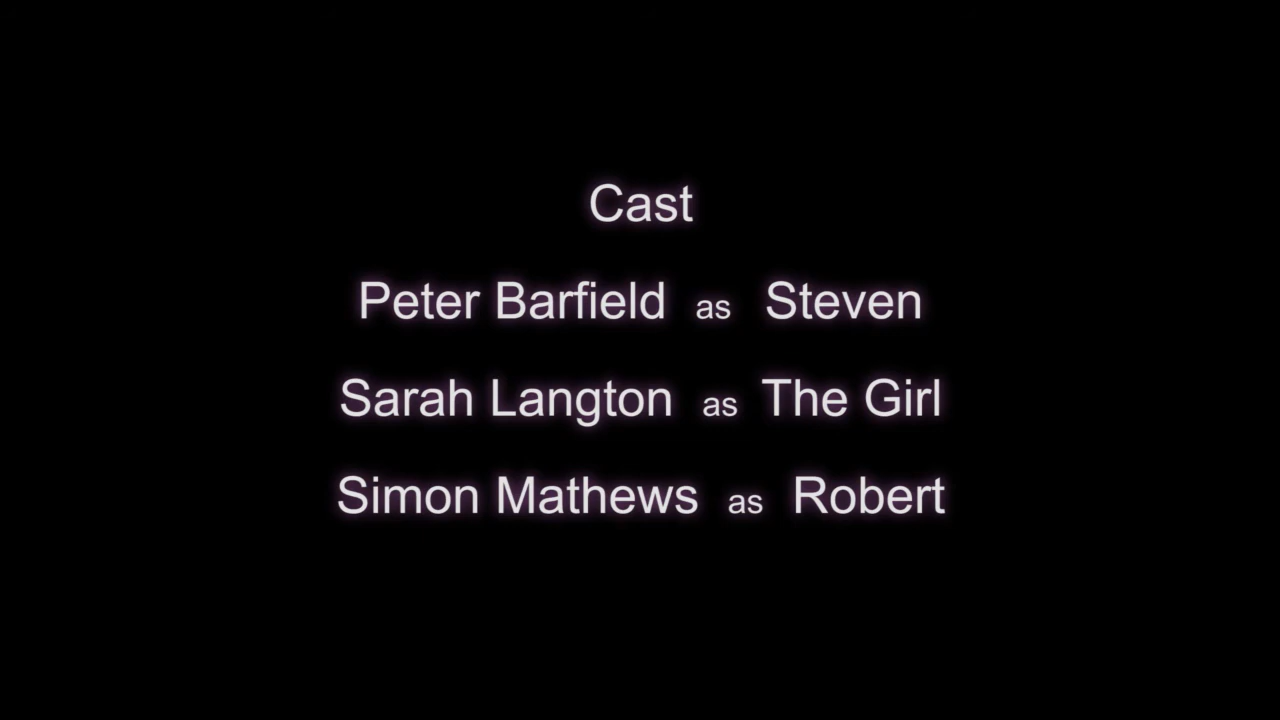 Cast
Peter Barfield as Steven
Sarah Langton as The Girl
Simon Mathews as Robert